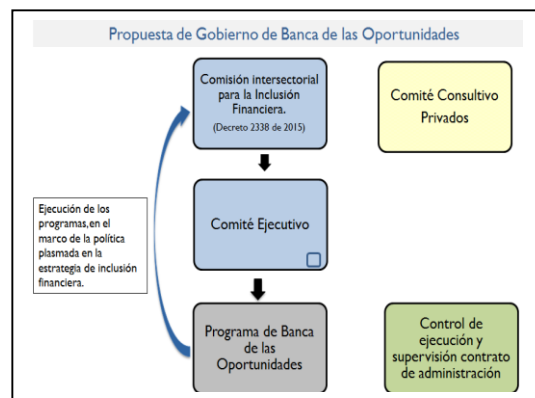 Propuesta de Gobierno de Banca de las Oportunidades
Comisión intersectorial
para la Inclusión
Financiera.
(Decreto 2338 de 2015)
Comité Consultivo
Privados
Ejecución de los
programas, en el
marco de la política
plasmada en la
estrategia de inclusión
financiera.
Comité Ejecutivo
Programa de Banca
de las
Oportunidades
Control de
ejecución y
supervisión contrato
de administración